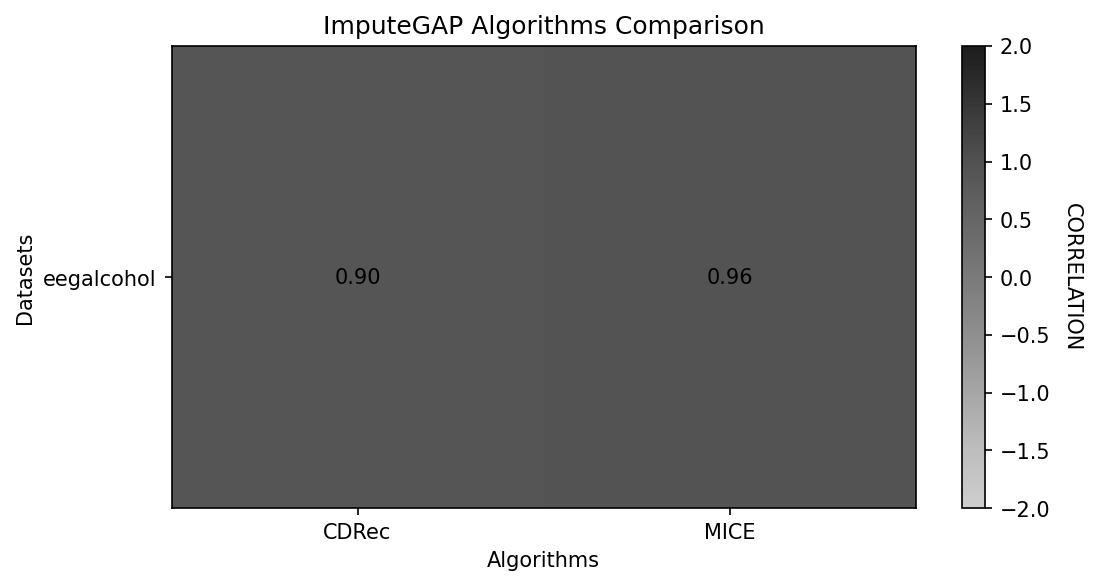 ImputeGAP Algorithms Comparison
Datasets
eegalcohol
0.90
0.96
CDRec
MICE
Algorithms
2.0
1.5
1.0
0.5
0.0
−0.5
−1.0
−1.5
−2.0
CORRELATION